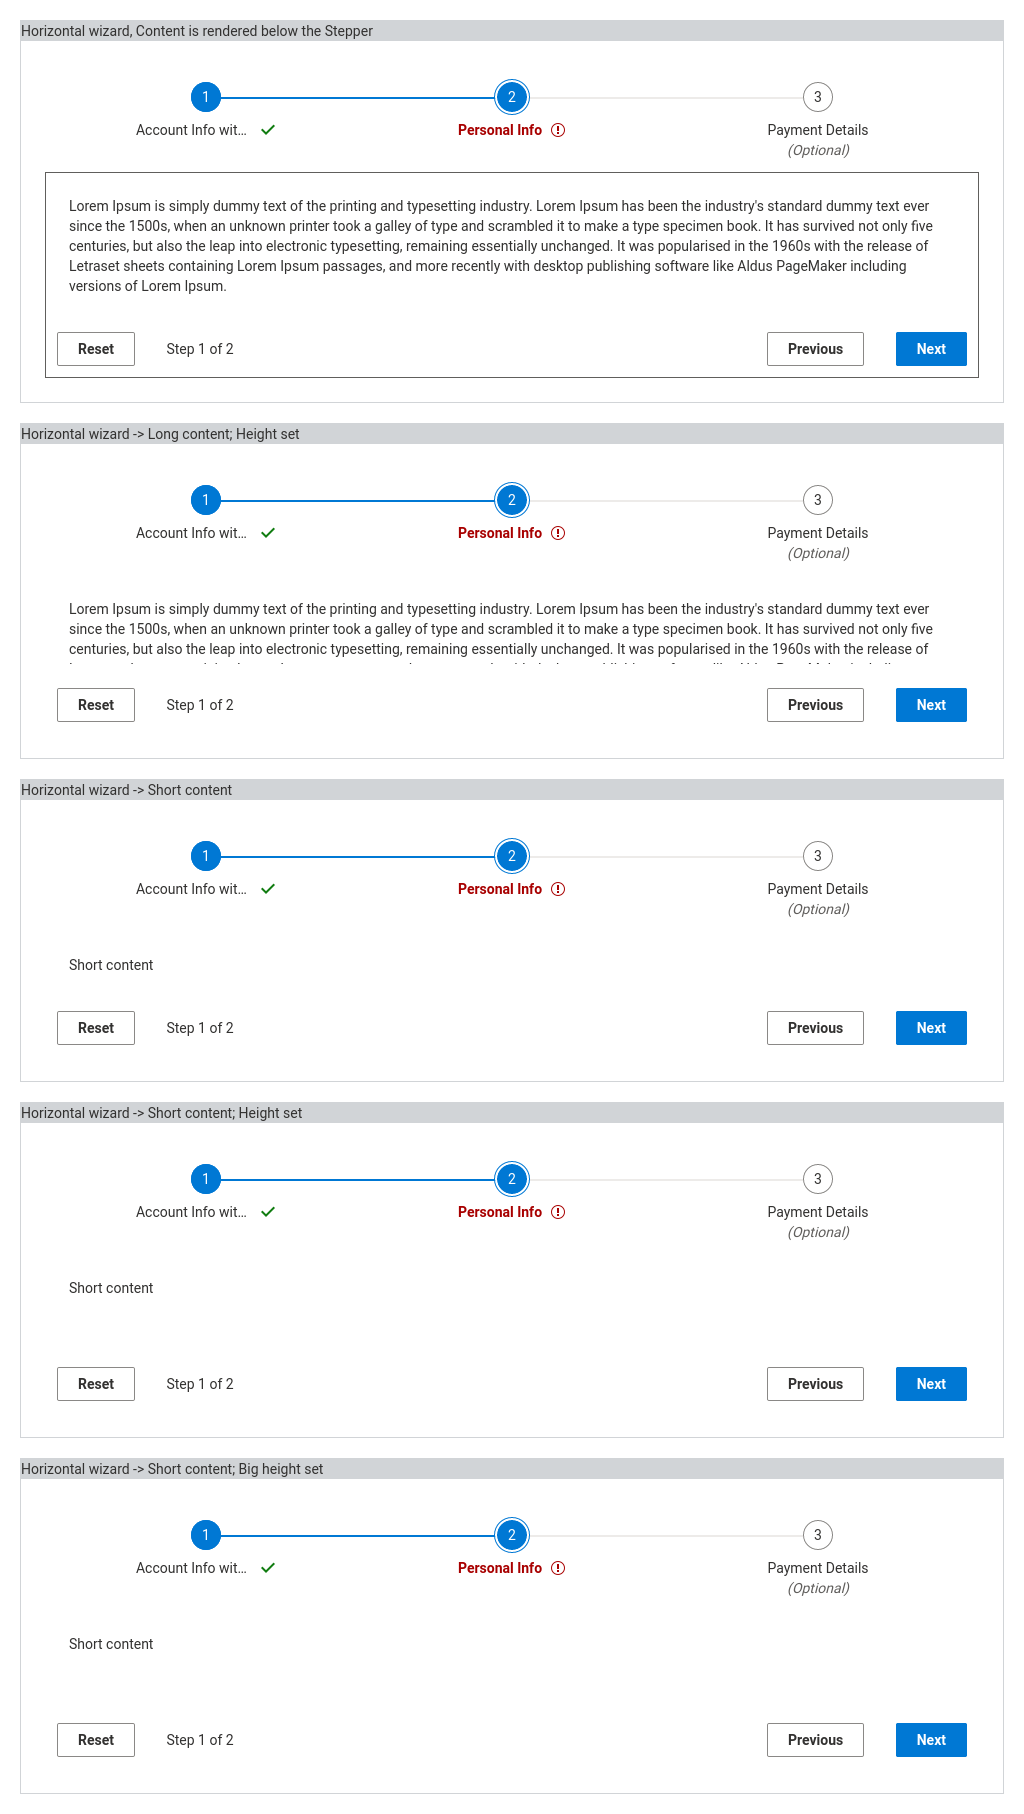 Horizontal wizard, Content is rendered below the Stepper
1 2 3
Account Info wit... Personal Info Payment Details
(Optional)
Lorem Ipsum is simply dummy text of the printing and typesetting industry. Lorem Ipsum has been the industry's standard dummy text ever
since the 1500s, when an unknown printer took a galley of type and scrambled it to make a type specimen book. It has survived not only five
centuries, but also the leap into electronic typesetting, remaining essentially unchanged. It was popularised in the 1960s with the release of
Letraset sheets containing Lorem Ipsum passages, and more recently with desktop publishing software like Aldus PageMaker including
versions of Lorem Ipsum.
Reset Step 1 of 2 Previous Next
Horizontal wizard -> Long content; Height set
1 2 3
Account Info wit... Personal Info Payment Details
(Optional)
Lorem Ipsum is simply dummy text of the printing and typesetting industry. Lorem Ipsum has been the industry's standard dummy text ever
since the 1500s, when an unknown printer took a galley of type and scrambled it to make a type specimen book. It has survived not only five
centuries, but also the leap into electronic typesetting, remaining essentially unchanged. It was popularised in the 1960s with the release of
Reset Step 1 of 2 Previous Next
Horizontal wizard -> Short content
1 2 3
Account Info wit... Personal Info Payment Details
(Optional)
Short content
Reset Step 1 of 2 Previous Next
Horizontal wizard -> Short content; Height set
1 2 3
Account Info wit... Personal Info Payment Details
(Optional)
Short content
Reset Step 1 of 2 Previous Next
Horizontal wizard -> Short content; Big height set
1 2 3
Account Info wit... Personal Info Payment Details
(Optional)
Short content
Reset Step 1 of 2 Previous Next